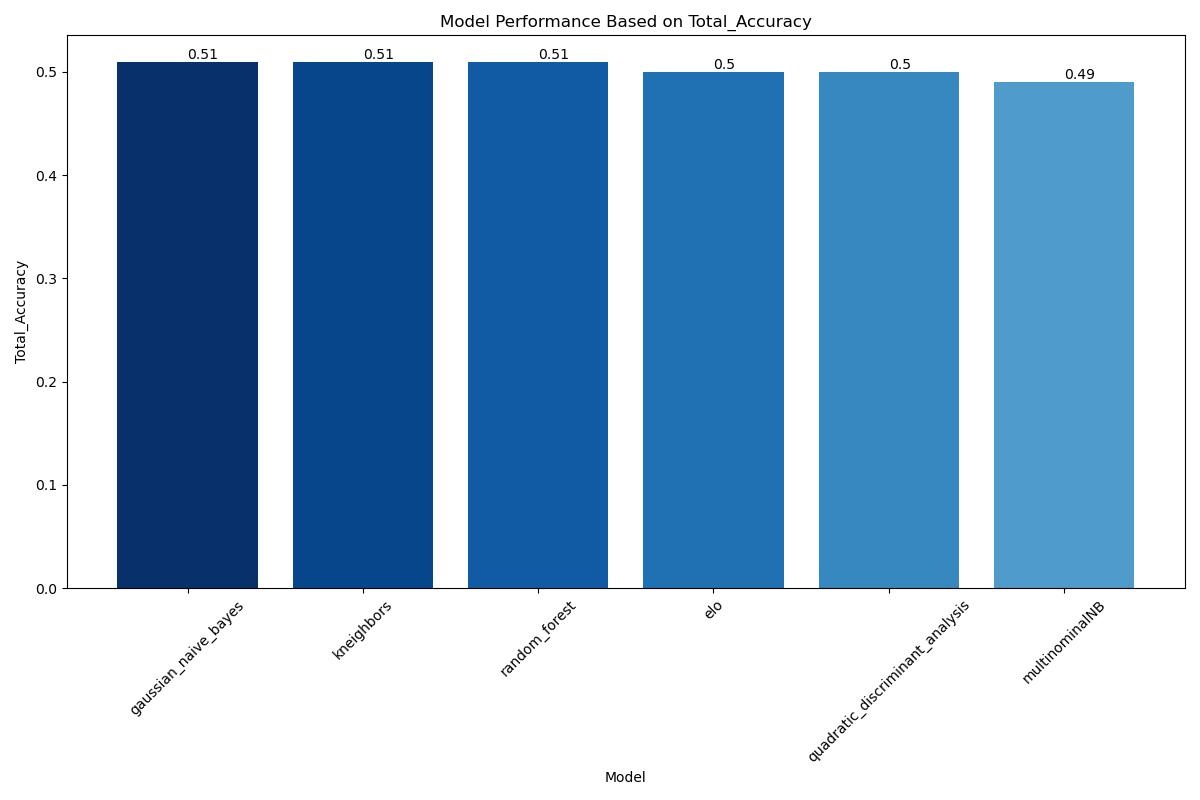 Model Performance Based on Total_Accuracy
0.51
0.51
0.51
0.5
0.5
0.49
Total_Accuracy
0.5
0.4
0.3
0.2
0.1
0.0
gaussian_naive_bayes
kneighbors
random_forest
elo
quadratic_discriminant_analysis
multinominalNB
Model